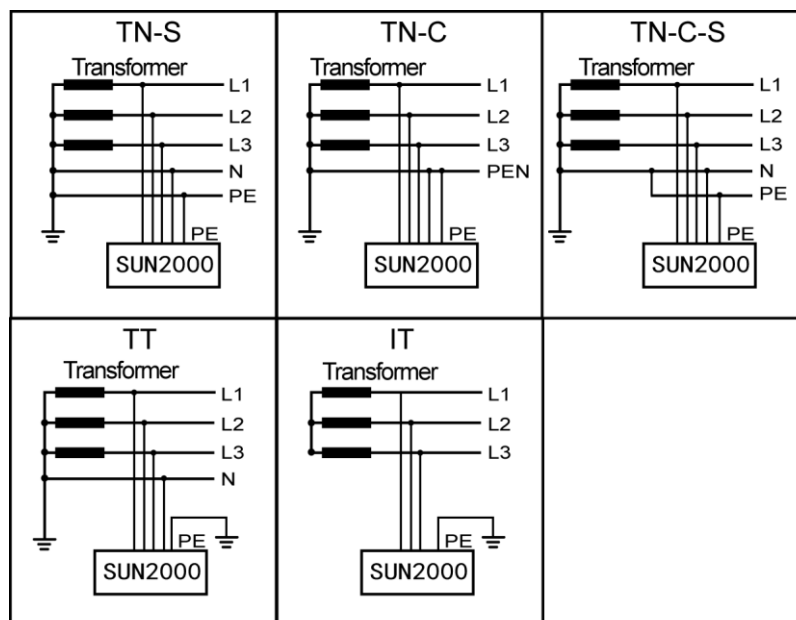 TN-S
Transformer
L1
L2
L3
N
PE
PE
SUN2000
TN-C
Transformer
L1
L2
L3
PEN
PE
SUN2000
TN-C-S
Transformer
L1
L2
L3
N
PE
PE
SUN2000
TT
Transformer
L1
L2
L3
N
PE
SUN2000
IT
Transformer
L1
L2
L3
PE
SUN2000